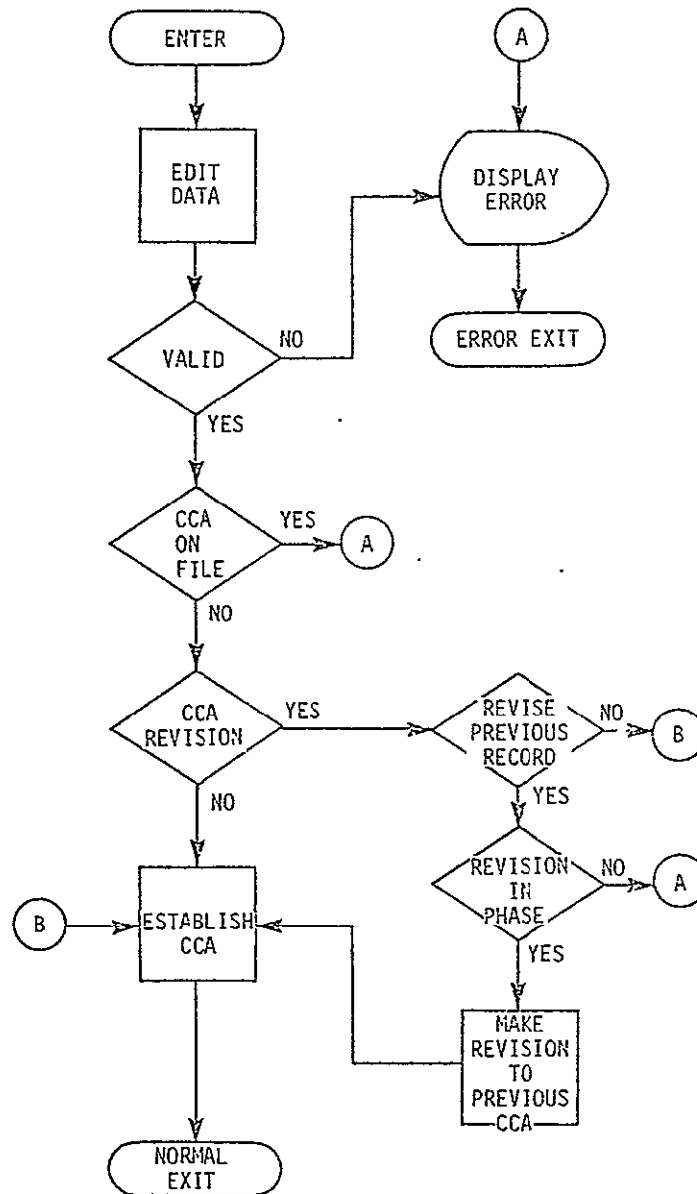 ENTER
A
EDIT
DATA
DISPLAY
ERROR
VALID
NO
ERROR EXIT
YES
CCA
ON
FILE
YES
A
NO
CCA
REVISION
YES
REVISE
PREVIOUS
RECORD
NO
B
NO
YES
REVISION
IN
PHASE
NO
A
B
ESTABLISH
CCA
YES
MAKE
REVISION
TO
PREVIOUS
CCA
NORMAL
EXIT